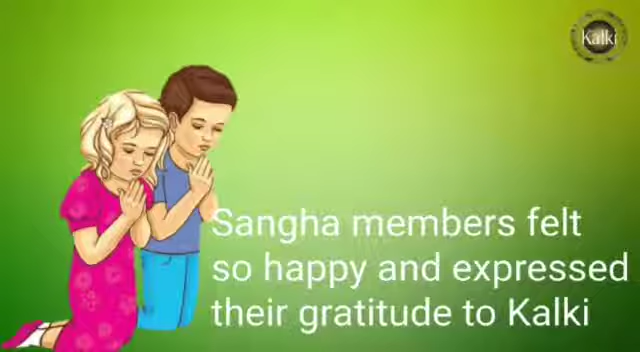 Kalki
Sangha members felt
so happy and expressed
their gratitude to Kalki